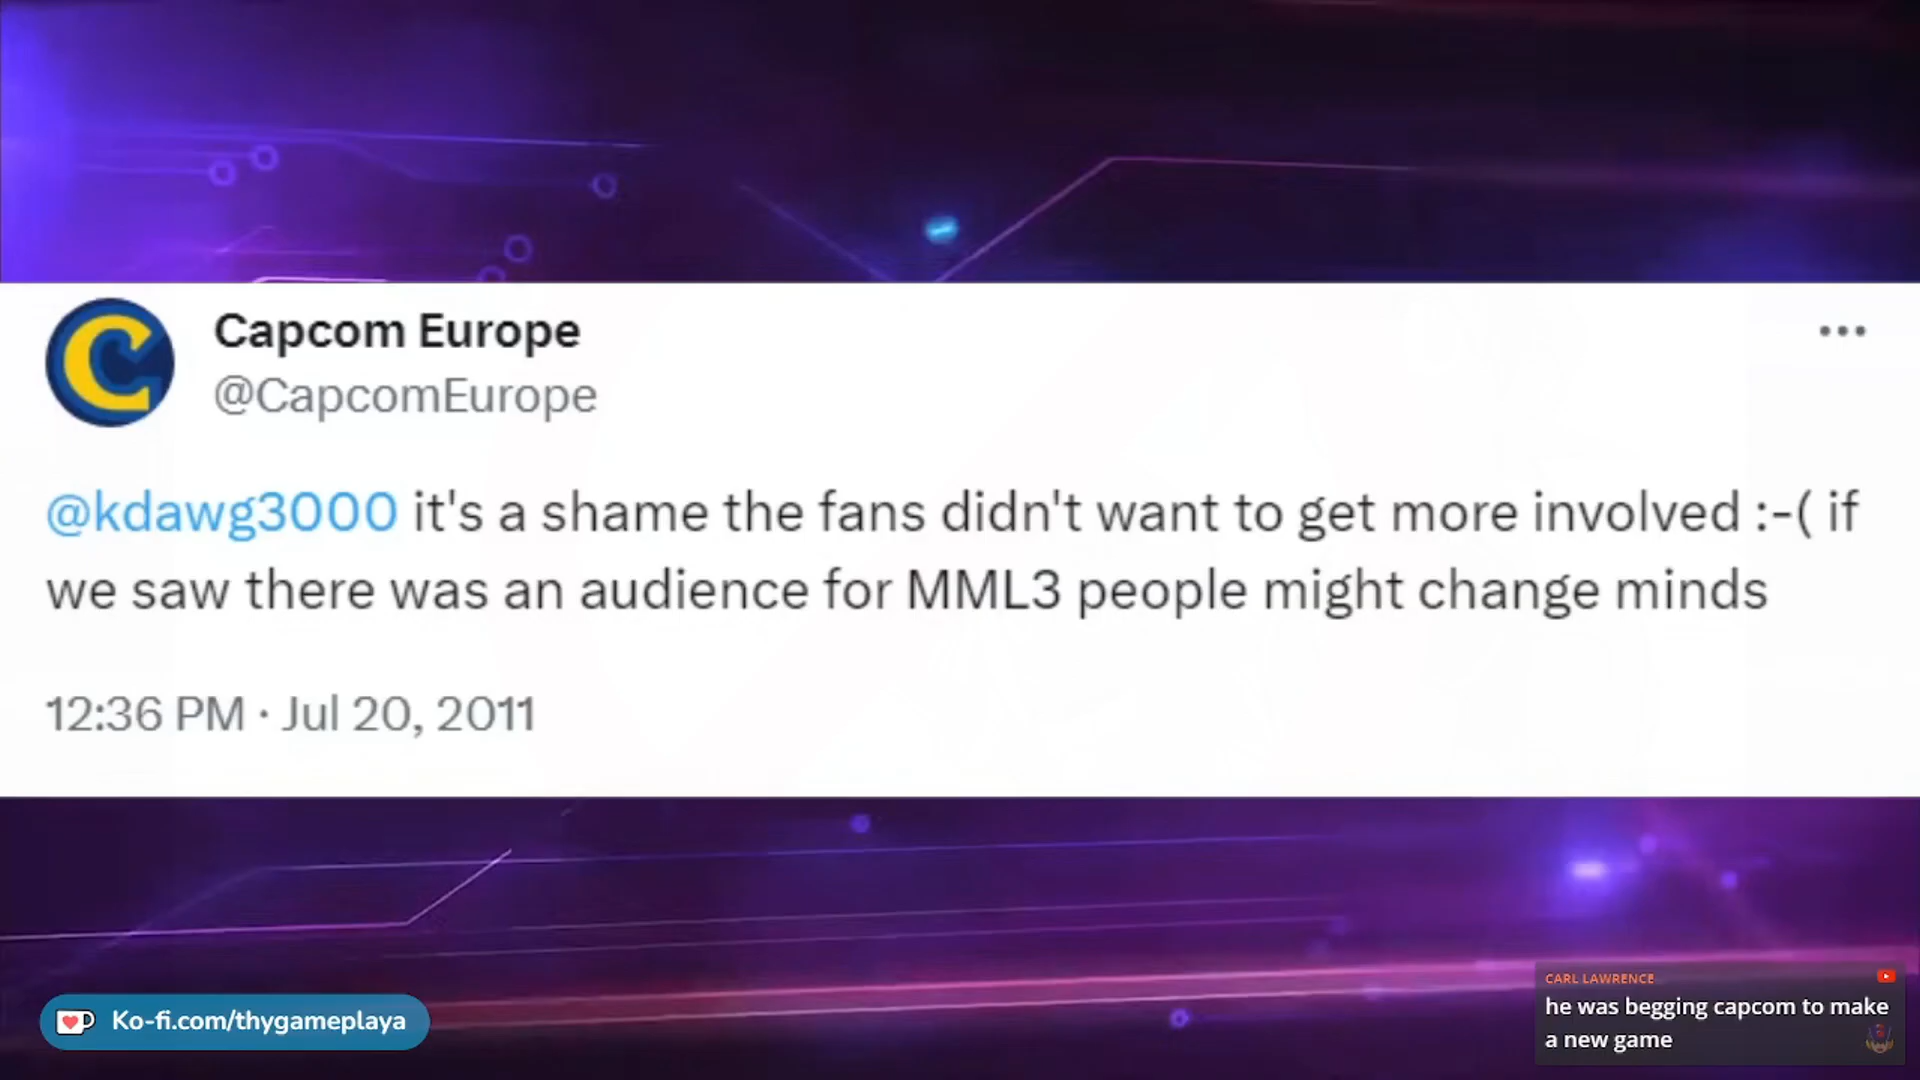 Capcom Europe
@CapcomEurope
@kdawg3000 it's a shame the fans didn't want to get more involved :-( if
we saw there was an audience for MML3 people might change minds
12:36 PM · Jul 20, 2011
Ko-fi.com/thygameplaya
CARL LAWRENCE
he was begging capcom to make
a new game